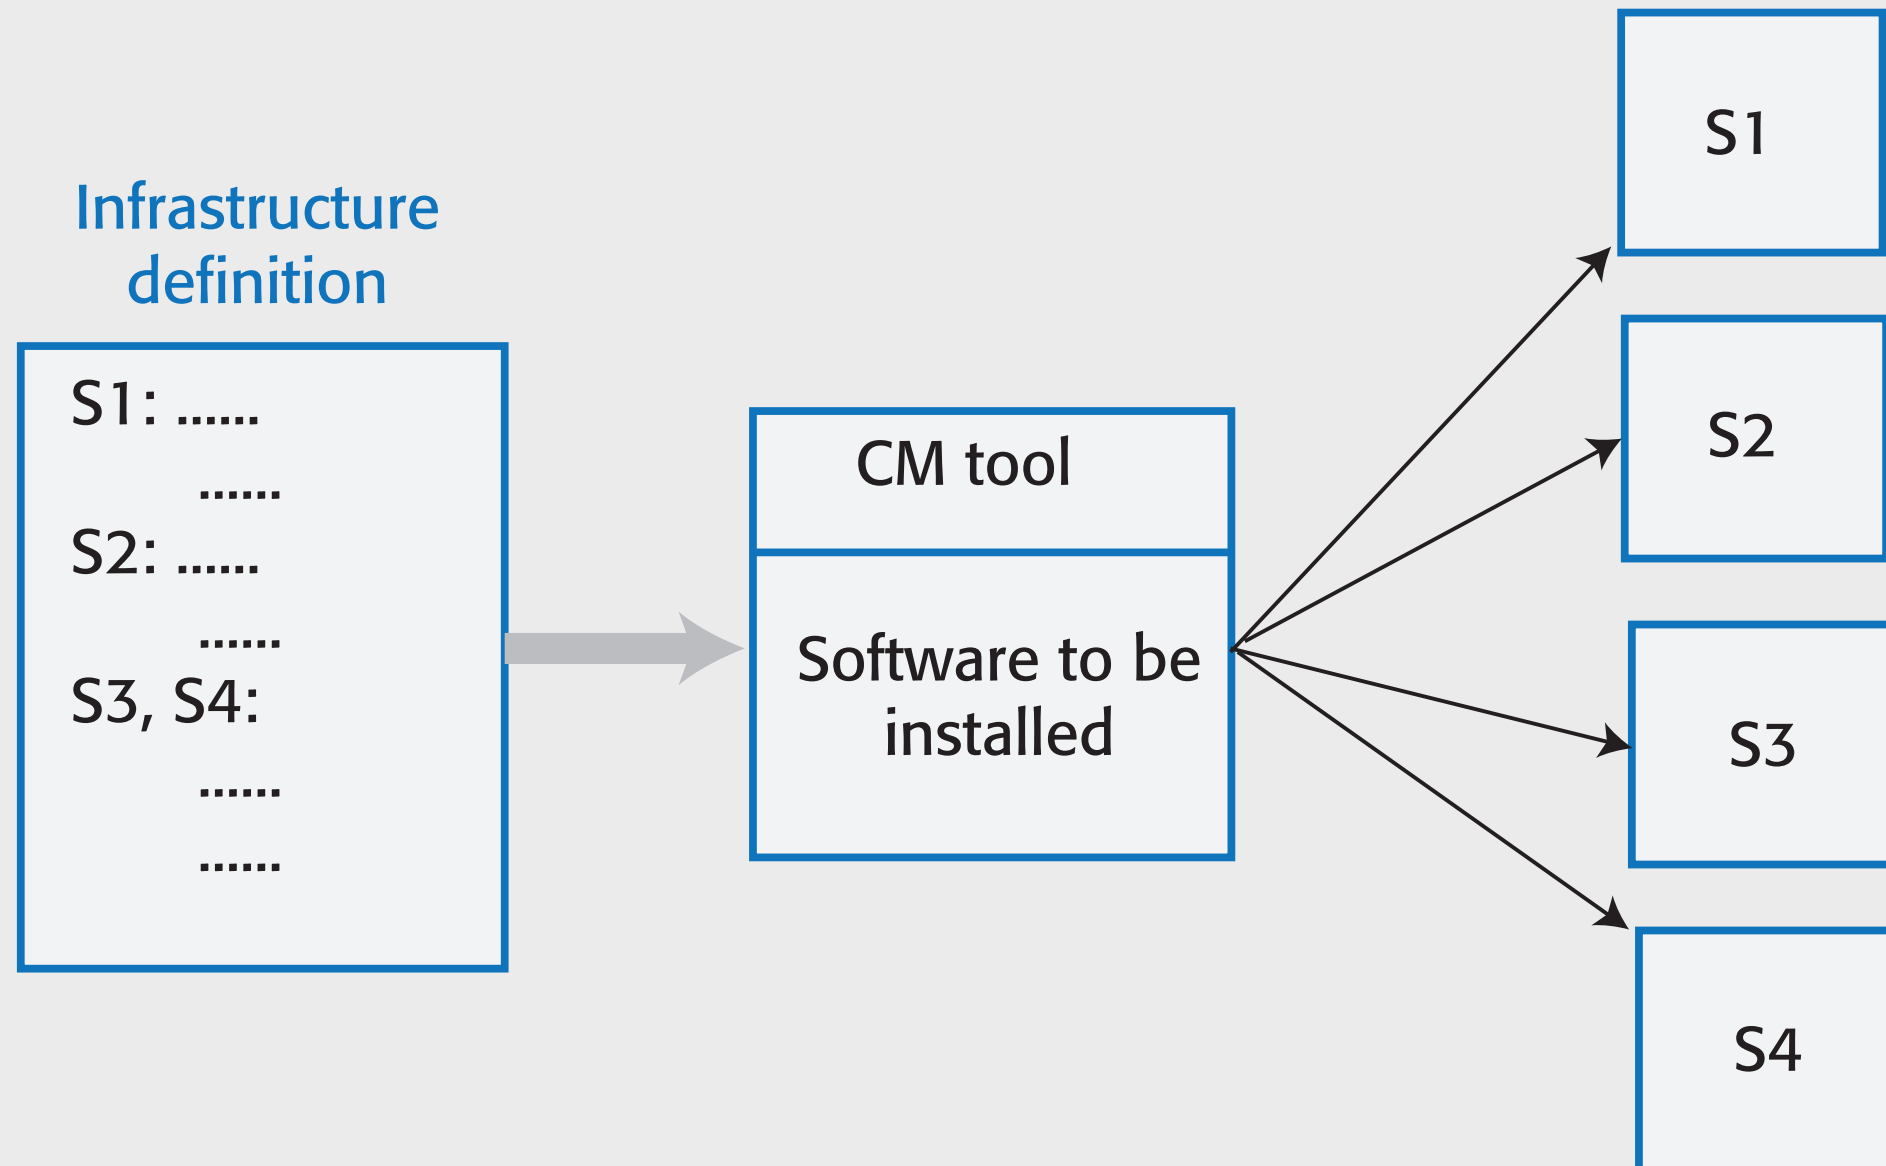 Infrastructure
definition
S1: ......
......
S2: ......
......
S3, S4:
......
......
CM tool
Software to be
installed
S1
S2
S3
S4